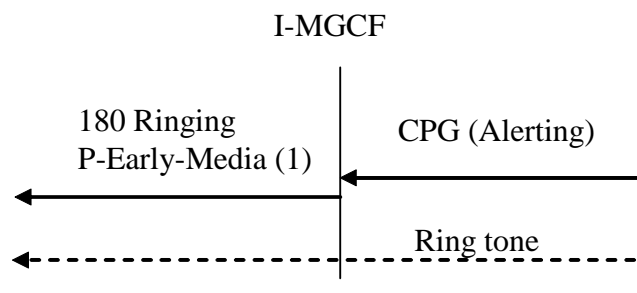 I-MGCF
180 Ringing
P-Early-Media (1)
CPG (Alerting)
Ring tone